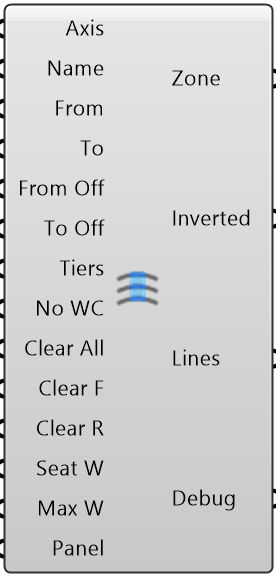 Axis
Name
From
To
From Off
To Off
Tiers
No WC
Clear All
Clear F
Clear R
Seat W
Max W
Panel
Zone
Inverted
Lines
Debug